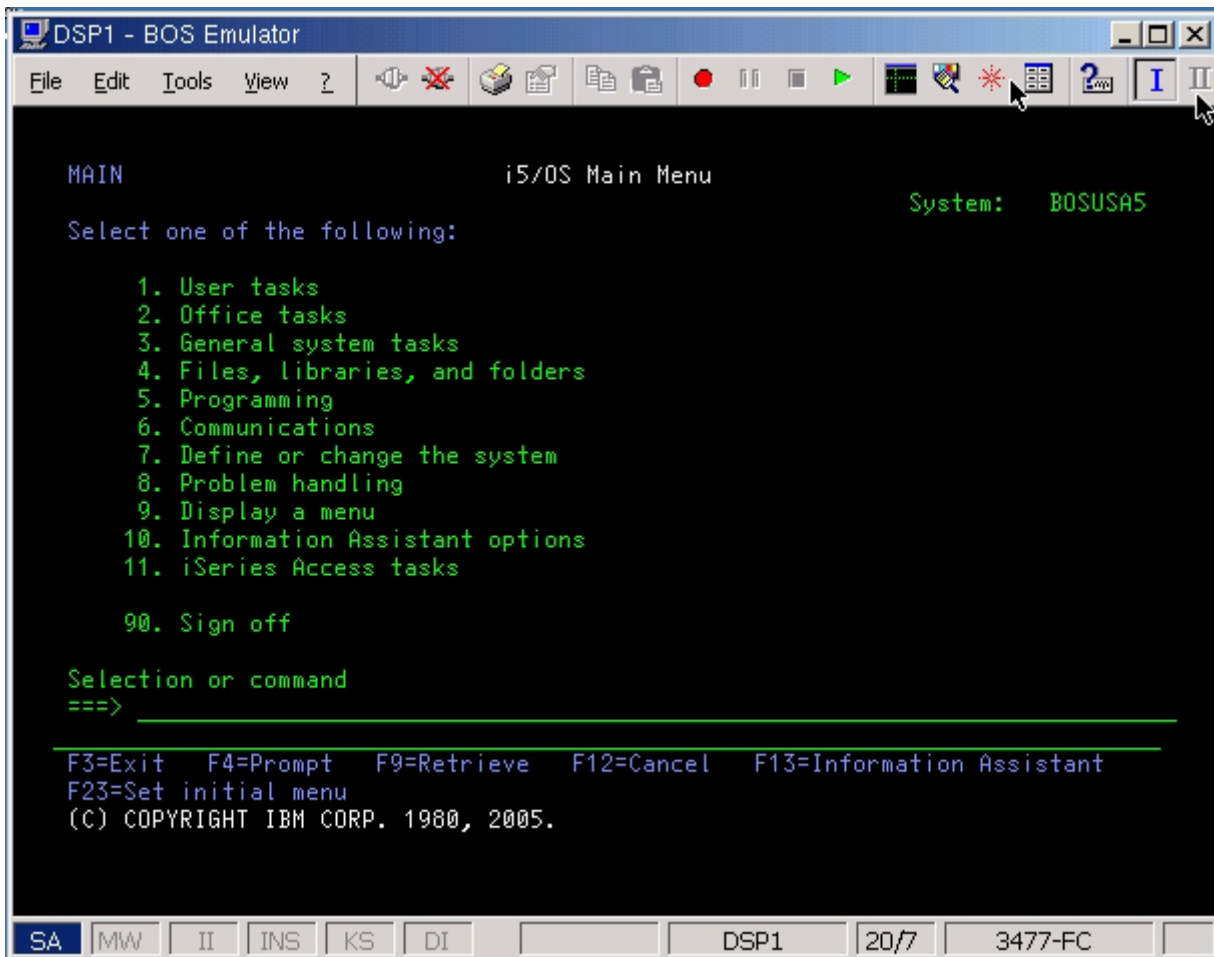 DSP1 - BOS Emulator
File Edit Tools View ?
I II
MAIN i5/OS Main Menu
System: BOSUSA5
Select one of the following:
1. User tasks
2. Office tasks
3. General system tasks
4. Files, libraries, and folders
5. Programming
6. Communications
7. Define or change the system
8. Problem handling
9. Display a menu
10. Information Assistant options
11. iSeries Access tasks
90. Sign off
Selection or command
===>
F3=Exit F4=Prompt F9=Retrieve F12=Cancel F13=Information Assistant
F23=Set initial menu
(C) COPYRIGHT IBM CORP. 1980, 2005.
SA MW II INS KS DI DSP1 20/7 3477-FC